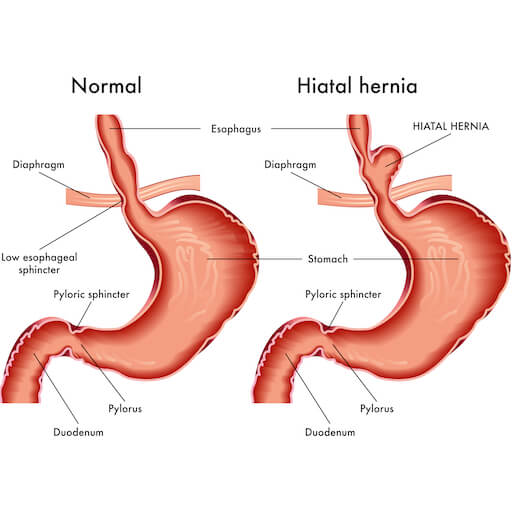 Normal
Hiatal hernia
Esophagus
HIATAL HERNIA
Diaphragm
Diaphragm
Low esophageal
sphincter
Stomach
Pyloric sphincter
Pyloric sphincter
Pylorus
Pylorus
Duodenum
Duodenum